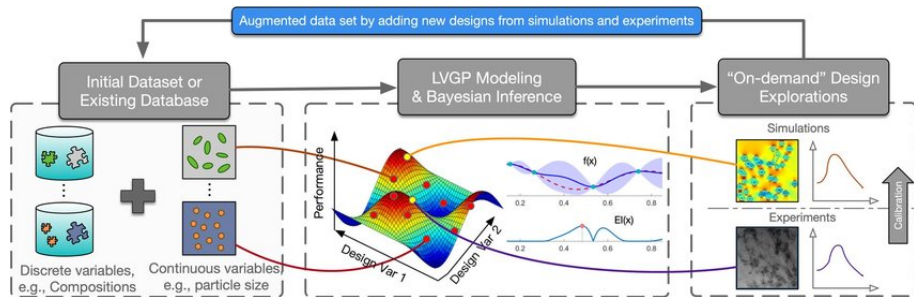 Augmented data set by adding new designs from simulations and experiments
Initial Dataset or
Existing Database
LVGP Modeling
& Bayesian Inference
“On-demand” Design
Explorations
Discrete variables,
e.g., Compositions
Continuous variables,
e.g., particle size
Performance
Design Var 1
Design Var 2
f(x)
0.2 0.4 0.6 0.8
EI(x)
0.2 0.4 0.6 0.8
Simulations
Experiments
Calibration